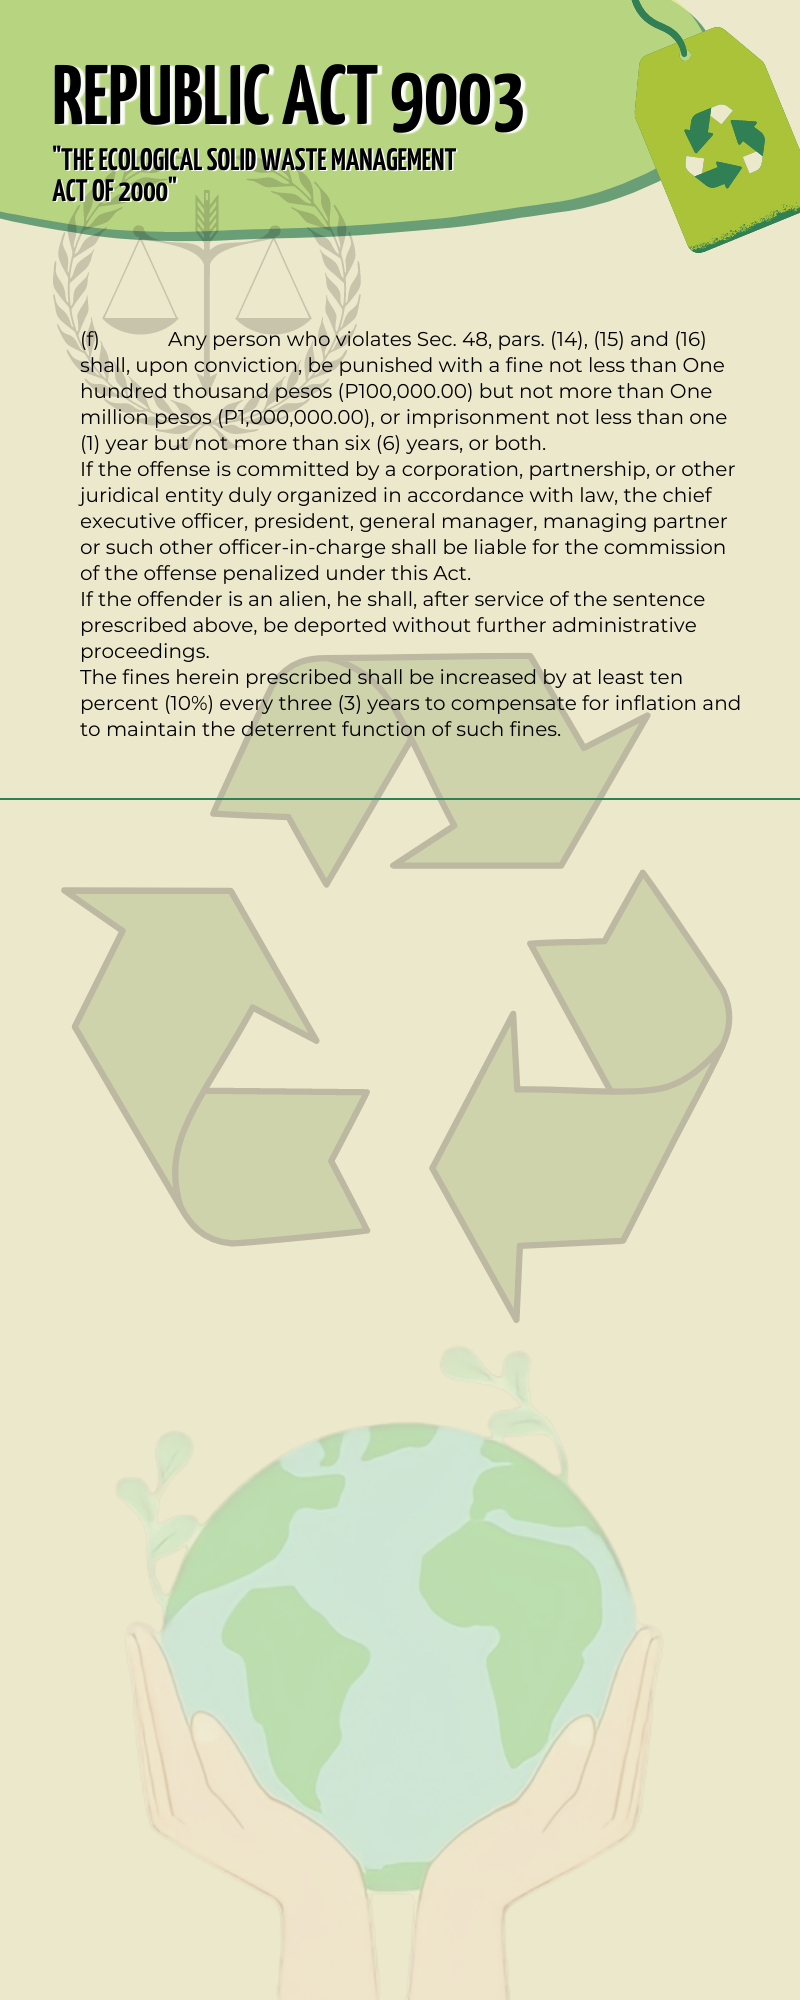 REPUBLIC ACT 9003
"THE ECOLOGICAL SOLID WASTE MANAGEMENT
ACT OF 2000"
(f) Any person who violates Sec. 48, pars. (14), (15) and (16)
shall, upon conviction, be punished with a fine not less than One
hundred thousand pesos (P100,000.00) but not more than One
million pesos (P1,000,000.00), or imprisonment not less than one
(1) year but not more than six (6) years, or both.
If the offense is committed by a corporation, partnership, or other
juridical entity duly organized in accordance with law, the chief
executive officer, president, general manager, managing partner
or such other officer-in-charge shall be liable for the commission
of the offense penalized under this Act.
If the offender is an alien, he shall, after service of the sentence
prescribed above, be deported without further administrative
proceedings.
The fines herein prescribed shall be increased by at least ten
percent (10%) every three (3) years to compensate for inflation and
to maintain the deterrent function of such fines.